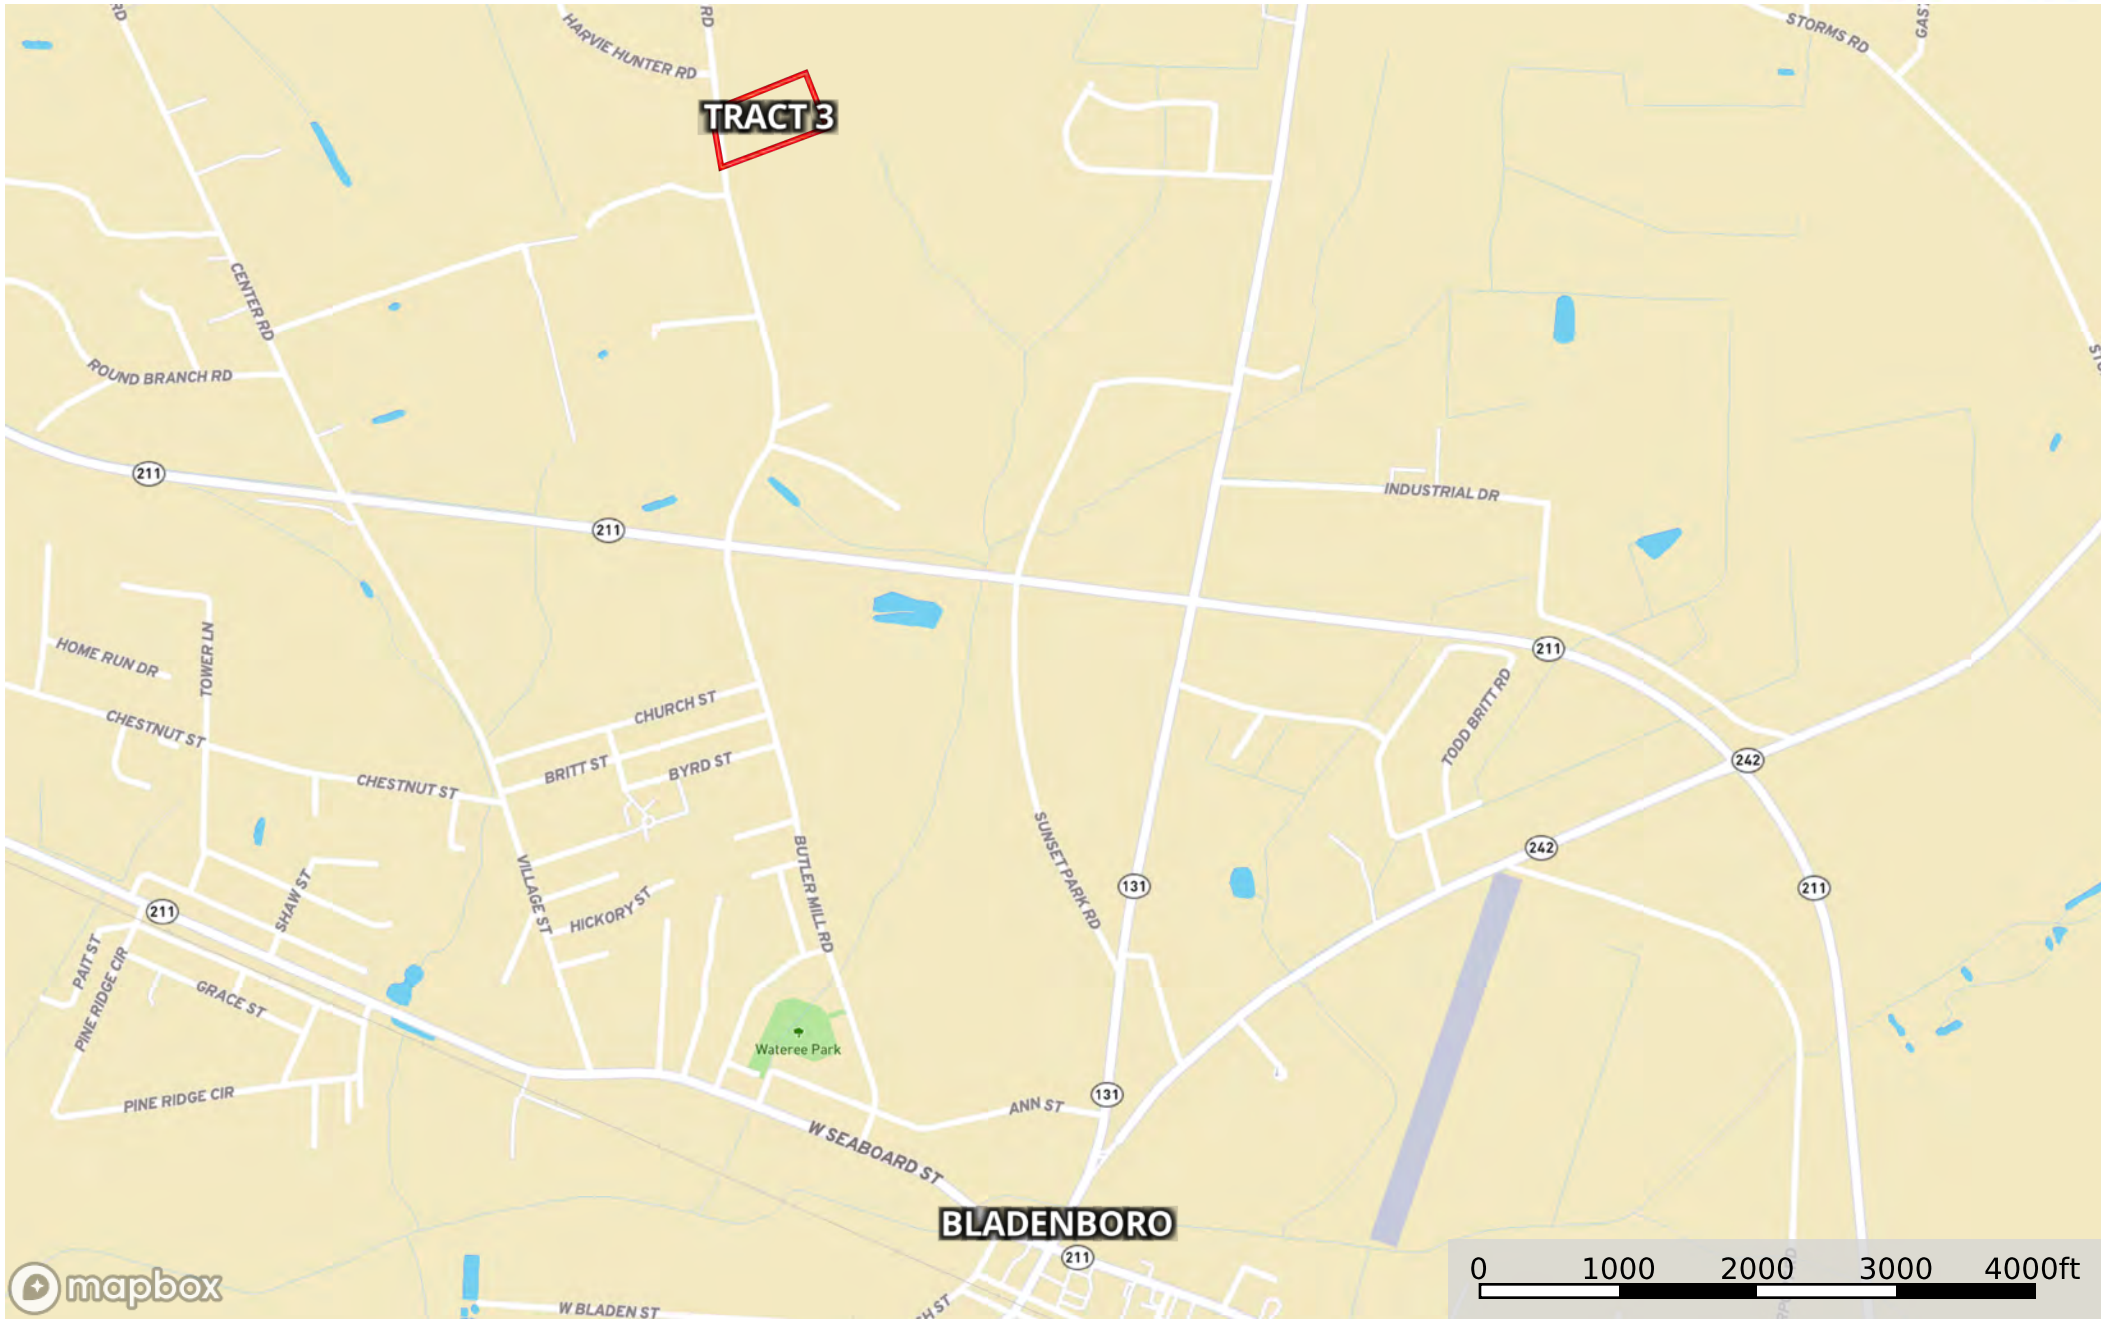 RD
HARVIE HUNTER RD
RD
STORMS RD
TRACT 3
CENTER RD
ROUND BRANCH RD
211
211
INDUSTRIAL DR
HOME RUN DR
TOWER LN
CHESTNUT ST
CHESTNUT ST
CHURCH ST
BRITT ST
BYRD ST
211
TODD BRITT RD
242
242
SUNSET PARK RD
BUTLER MILL RD
VILLAGE ST
HICKORY ST
SHAW ST
131
211
211
PAIT ST
PINE RIDGE CIR
GRACE ST
Wateree Park
PINE RIDGE CIR
131
ANN ST
W SEABOARD ST
BLADENBORO
211
mapbox
W BLADEN ST
0 1000 2000 3000 4000ft